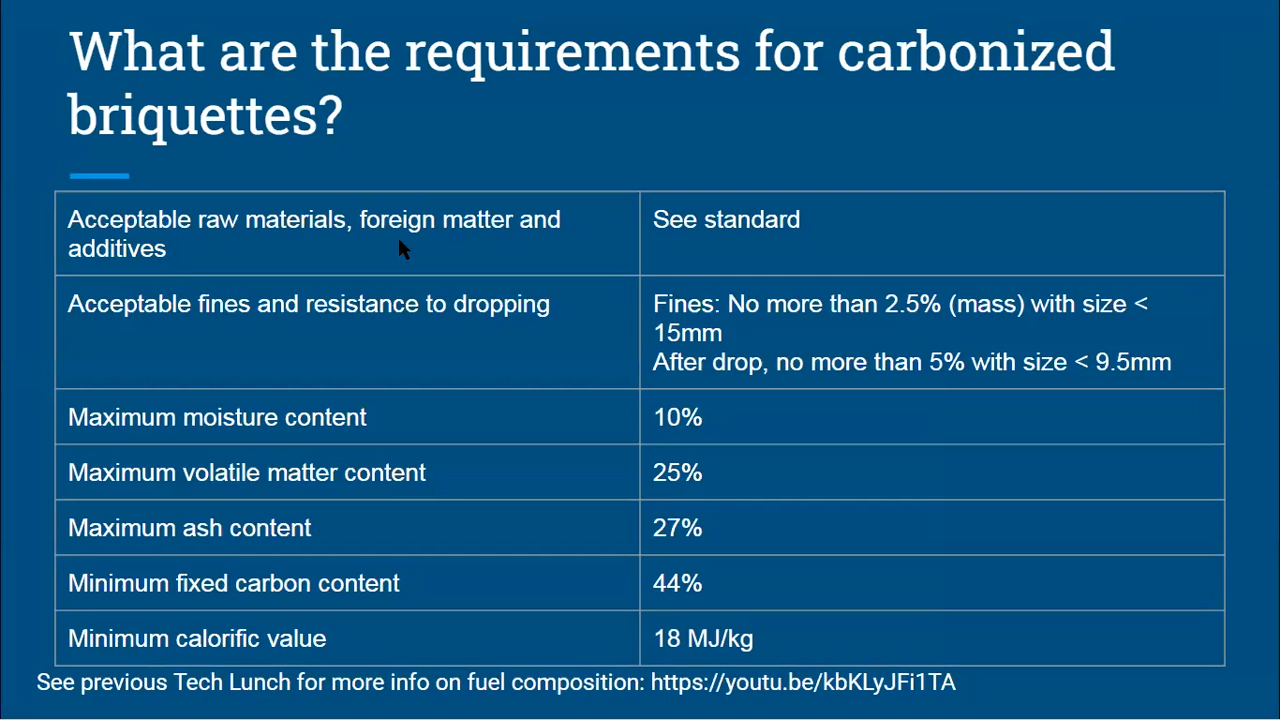 What are the requirements for carbonized
briquettes?
Acceptable raw materials, foreign matter and
additives
See standard
Acceptable fines and resistance to dropping
Fines: No more than 2.5% (mass) with size <
15mm
After drop, no more than 5% with size < 9.5mm
Maximum moisture content
10%
Maximum volatile matter content
25%
Maximum ash content
27%
Minimum fixed carbon content
44%
Minimum calorific value
18 MJ/kg
See previous Tech Lunch for more info on fuel composition: https://youtu.be/kbKLyJFi1TA